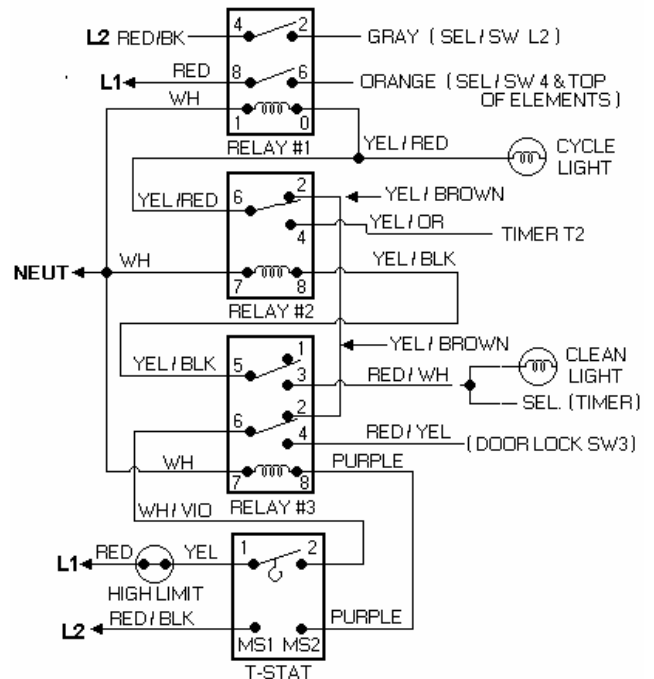 L2 RED/BK 4 2 GRAY ( SEL/SW L2 )
L1 RED 8 6 ORANGE (SEL/SW 4 & TOP
OF ELEMENTS )
WH 1 0
RELAY #1 YEL/RED CYCLE
LIGHT
YEL/RED 6 2 YEL/BROWN
4 YEL/OR TIMER T2
NEUT WH 7 8 YEL/BLK
RELAY #2
YEL/BLK 5 1 YEL/BROWN
3 RED/WH CLEAN
LIGHT
SEL. (TIMER)
6 2
4 RED/YEL (DOOR LOCK SW3)
WH 7 8 PURPLE
WH/VIO RELAY #3
L1 RED YEL 1 2
HIGH LIMIT
L2 RED/BLK MS1 MS2 PURPLE
T-STAT